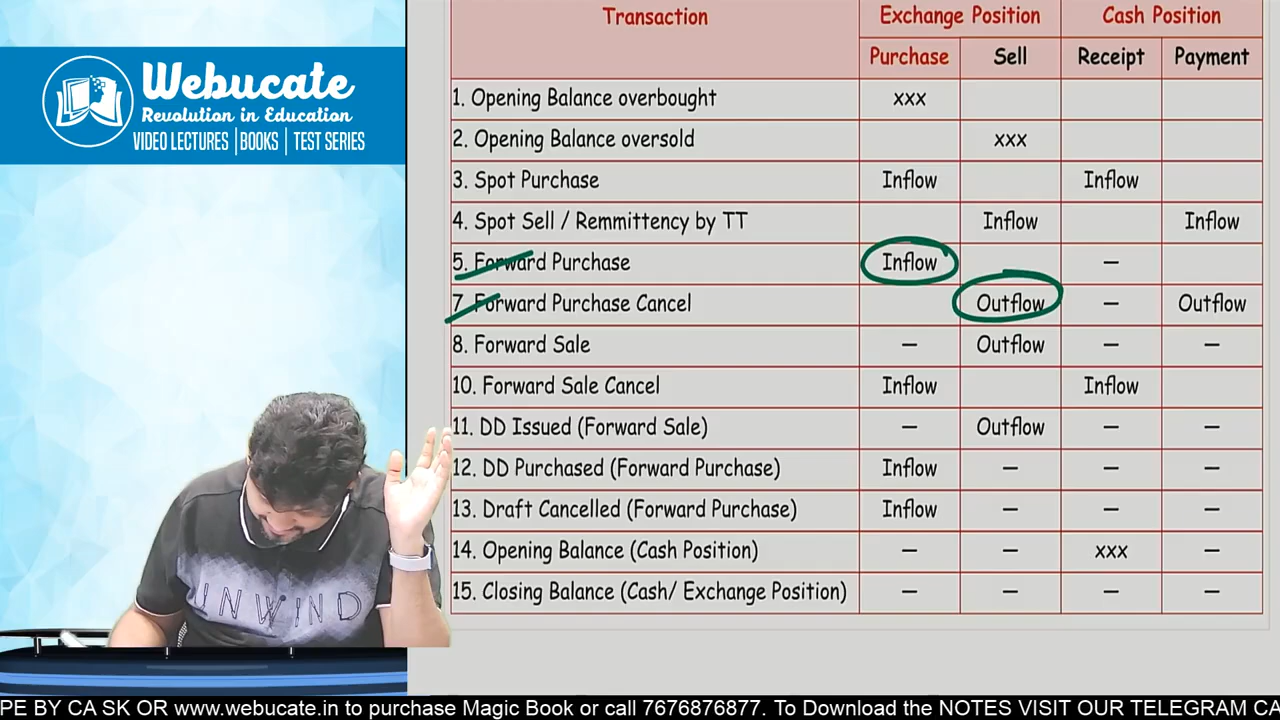 Webucate
Revolution in Education
VIDEO LECTURES | BOOKS | TEST SERIES
Transaction Exchange Position Cash Position
Purchase Sell Receipt Payment
1. Opening Balance overbought xxx
2. Opening Balance oversold xxx
3. Spot Purchase Inflow Inflow
4. Spot Sell / Remmittency by TT Inflow Inflow
5. Forward Purchase Inflow –
7 Forward Purchase Cancel Outflow – Outflow
8. Forward Sale – Outflow – –
10. Forward Sale Cancel Inflow Inflow
11. DD Issued (Forward Sale) – Outflow – –
12. DD Purchased (Forward Purchase) Inflow – – –
13. Draft Cancelled (Forward Purchase) Inflow – – –
14. Opening Balance (Cash Position) – – xxx –
15. Closing Balance (Cash/ Exchange Position) – – – –
UNWIND
PE BY CA SK OR www.webucate.in to purchase Magic Book or call 7676876877. To Download the NOTES VISIT OUR TELEGRAM CA